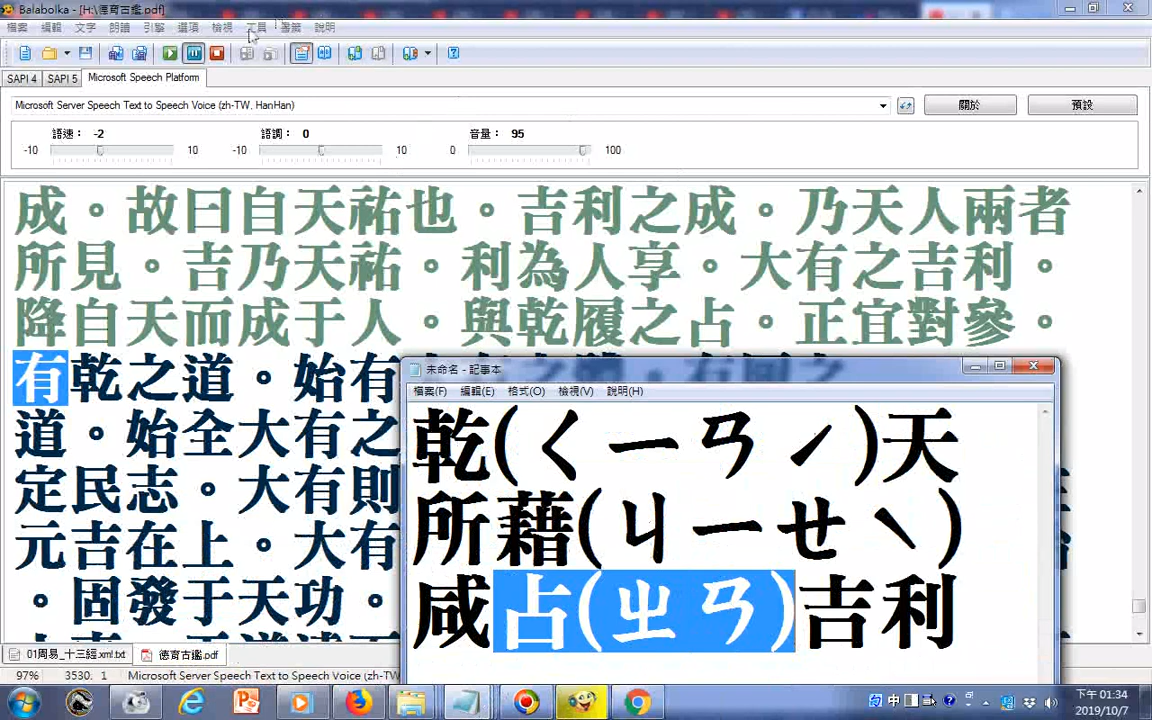 Balabolka - [H:\德育古鑑.pdf]
檔案 編輯 文字 朗讀 引擎 選項 檢視 工具 書籤 說明
SAPI 4 SAPI 5 Microsoft Speech Platform
Microsoft Server Speech Text to Speech Voice (zh-TW, HanHan)
關於 預設
語速： -2 語調： 0 音量： 95
-10 10 -10 10 0 100
成。故曰自天祐也。吉利之成。乃天人兩者
所見。吉乃天祐。利為人享。大有之吉利。
降自天而成于人。與乾履之占。正宜對參。
有乾之道。始有
道。始全大有之
定民志。大有則
元吉在上。大有
。固發于天功。
未命名 - 記事本
檔案(F) 編輯(E) 格式(O) 檢視(V) 說明(H)
乾(ㄑㄧㄢˊ)天
所藉(ㄐㄧㄝˋ)
咸占(ㄓㄢ)吉利
01周易_十三經.xml.txt 德育古鑑.pdf
97% 3530. 1 Microsoft Server Speech Text to Speech Voice (zh-TW
中 下午 01:34
2019/10/7